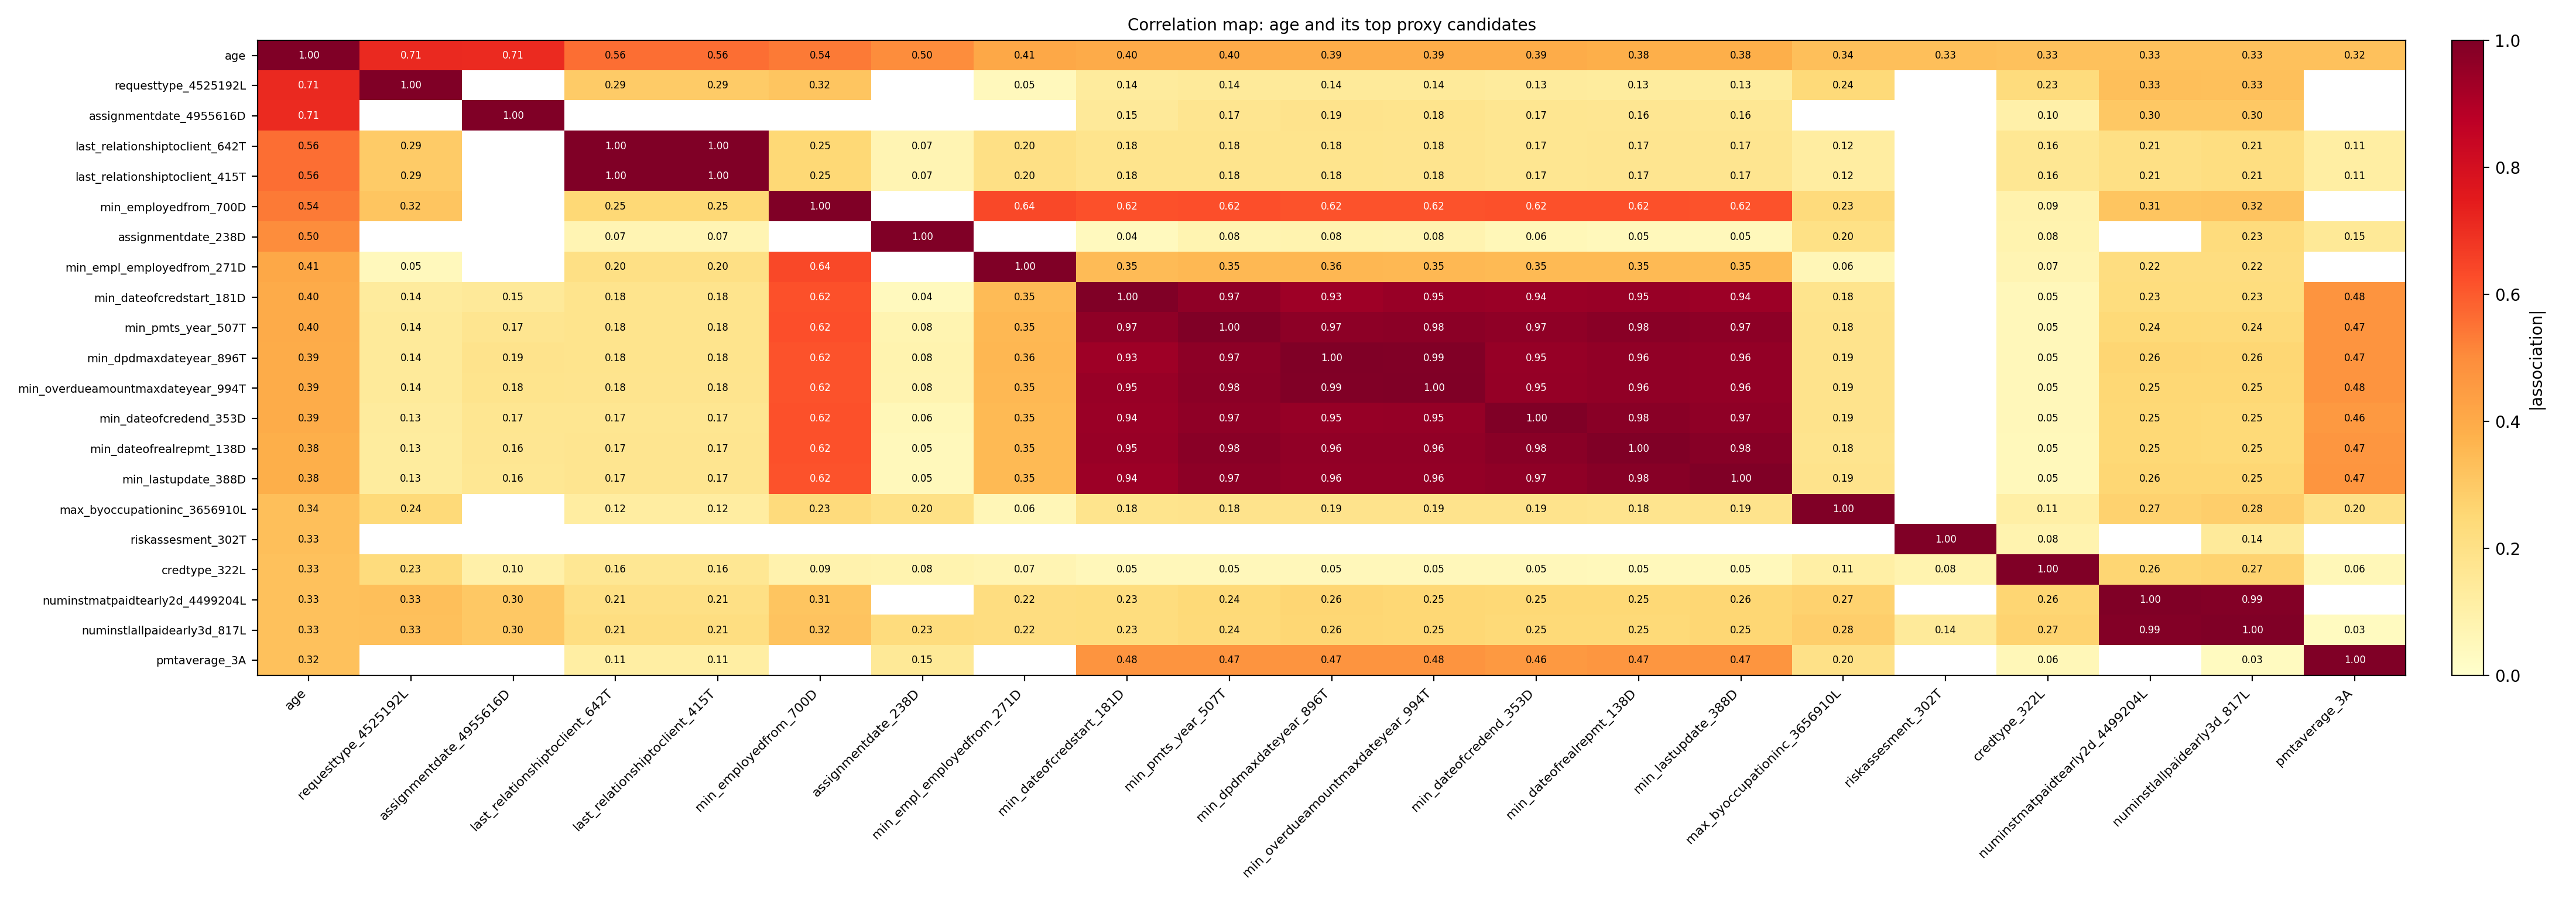 Correlation map: age and its top proxy candidates
age 1.00 0.71 0.71 0.56 0.56 0.54 0.50 0.41 0.40 0.40 0.39 0.39 0.39 0.38 0.38 0.34 0.33 0.33 0.33 0.33 0.32
requesttype_4525192L 0.71 1.00 0.29 0.29 0.32 0.05 0.14 0.14 0.14 0.14 0.13 0.13 0.13 0.24 0.23 0.33 0.33
assignmentdate_4955616D 0.71 1.00 0.15 0.17 0.19 0.18 0.17 0.16 0.16 0.10 0.30 0.30
last_relationshiptoclient_642T 0.56 0.29 1.00 1.00 0.25 0.07 0.20 0.18 0.18 0.18 0.18 0.17 0.17 0.17 0.12 0.16 0.21 0.21 0.11
last_relationshiptoclient_415T 0.56 0.29 1.00 1.00 0.25 0.07 0.20 0.18 0.18 0.18 0.18 0.17 0.17 0.17 0.12 0.16 0.21 0.21 0.11
min_employedfrom_700D 0.54 0.32 0.25 0.25 1.00 0.64 0.62 0.62 0.62 0.62 0.62 0.62 0.62 0.23 0.09 0.31 0.32
assignmentdate_238D 0.50 0.07 0.07 1.00 0.04 0.08 0.08 0.08 0.06 0.05 0.05 0.20 0.08 0.23 0.15
min_empl_employedfrom_271D 0.41 0.05 0.20 0.20 0.64 1.00 0.35 0.35 0.36 0.35 0.35 0.35 0.35 0.06 0.07 0.22 0.22
min_dateofcredstart_181D 0.40 0.14 0.15 0.18 0.18 0.62 0.04 0.35 1.00 0.97 0.93 0.95 0.94 0.95 0.94 0.18 0.05 0.23 0.23 0.48
min_pmts_year_507T 0.40 0.14 0.17 0.18 0.18 0.62 0.08 0.35 0.97 1.00 0.97 0.98 0.97 0.98 0.97 0.18 0.05 0.24 0.24 0.47
min_dpdmaxdateyear_896T 0.39 0.14 0.19 0.18 0.18 0.62 0.08 0.36 0.93 0.97 1.00 0.99 0.95 0.96 0.96 0.19 0.05 0.26 0.26 0.47
min_overdueamountmaxdateyear_994T 0.39 0.14 0.18 0.18 0.18 0.62 0.08 0.35 0.95 0.98 0.99 1.00 0.95 0.96 0.96 0.19 0.05 0.25 0.25 0.48
min_dateofcredend_353D 0.39 0.13 0.17 0.17 0.17 0.62 0.06 0.35 0.94 0.97 0.95 0.95 1.00 0.98 0.97 0.19 0.05 0.25 0.25 0.46
min_dateofrealrepmt_138D 0.38 0.13 0.16 0.17 0.17 0.62 0.05 0.35 0.95 0.98 0.96 0.96 0.98 1.00 0.98 0.18 0.05 0.25 0.25 0.47
min_lastupdate_388D 0.38 0.13 0.16 0.17 0.17 0.62 0.05 0.35 0.94 0.97 0.96 0.96 0.97 0.98 1.00 0.19 0.05 0.26 0.25 0.47
max_byoccupationinc_3656910L 0.34 0.24 0.12 0.12 0.23 0.20 0.06 0.18 0.18 0.19 0.19 0.19 0.18 0.19 1.00 0.11 0.27 0.28 0.20
riskassesment_302T 0.33 1.00 0.08 0.14
credtype_322L 0.33 0.23 0.10 0.16 0.16 0.09 0.08 0.07 0.05 0.05 0.05 0.05 0.05 0.05 0.05 0.11 0.08 1.00 0.26 0.27 0.06
numinstmatpaidtearly2d_4499204L 0.33 0.33 0.30 0.21 0.21 0.31 0.22 0.23 0.24 0.26 0.25 0.25 0.25 0.26 0.27 0.26 1.00 0.99
numinstlallpaidearly3d_817L 0.33 0.33 0.30 0.21 0.21 0.32 0.23 0.22 0.23 0.24 0.26 0.25 0.25 0.25 0.25 0.28 0.14 0.27 0.99 1.00 0.03
pmtaverage_3A 0.32 0.11 0.11 0.15 0.48 0.47 0.47 0.48 0.46 0.47 0.47 0.20 0.06 0.03 1.00
age
requesttype_4525192L
assignmentdate_4955616D
last_relationshiptoclient_642T
last_relationshiptoclient_415T
min_employedfrom_700D
assignmentdate_238D
min_empl_employedfrom_271D
min_dateofcredstart_181D
min_pmts_year_507T
min_dpdmaxdateyear_896T
min_overdueamountmaxdateyear_994T
min_dateofcredend_353D
min_dateofrealrepmt_138D
min_lastupdate_388D
max_byoccupationinc_3656910L
riskassesment_302T
credtype_322L
numinstmatpaidtearly2d_4499204L
numinstlallpaidearly3d_817L
pmtaverage_3A
1.0
0.8
0.6
0.4
0.2
0.0
|association|